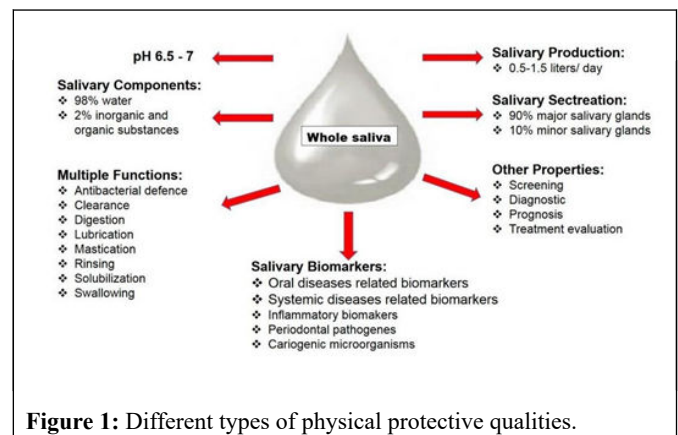 pH 6.5 - 7
Salivary Components:
❖ 98% water
❖ 2% inorganic and
organic substances
Multiple Functions:
❖ Antibacterial defence
❖ Clearance
❖ Digestion
❖ Lubrication
❖ Mastication
❖ Rinsing
❖ Solubilization
❖ Swallowing
Whole saliva
Salivary Production:
❖ 0.5-1.5 liters/ day
Salivary Sectreation:
❖ 90% major salivary glands
❖ 10% minor salivary glands
Other Properties:
❖ Screening
❖ Diagnostic
❖ Prognosis
❖ Treatment evaluation
Salivary Biomarkers:
❖ Oral diseases related biomarkers
❖ Systemic diseases related biomarkers
❖ Inflammatory biomakers
❖ Periodontal pathogenes
❖ Cariogenic microorganisms
Figure 1: Different types of physical protective qualities.